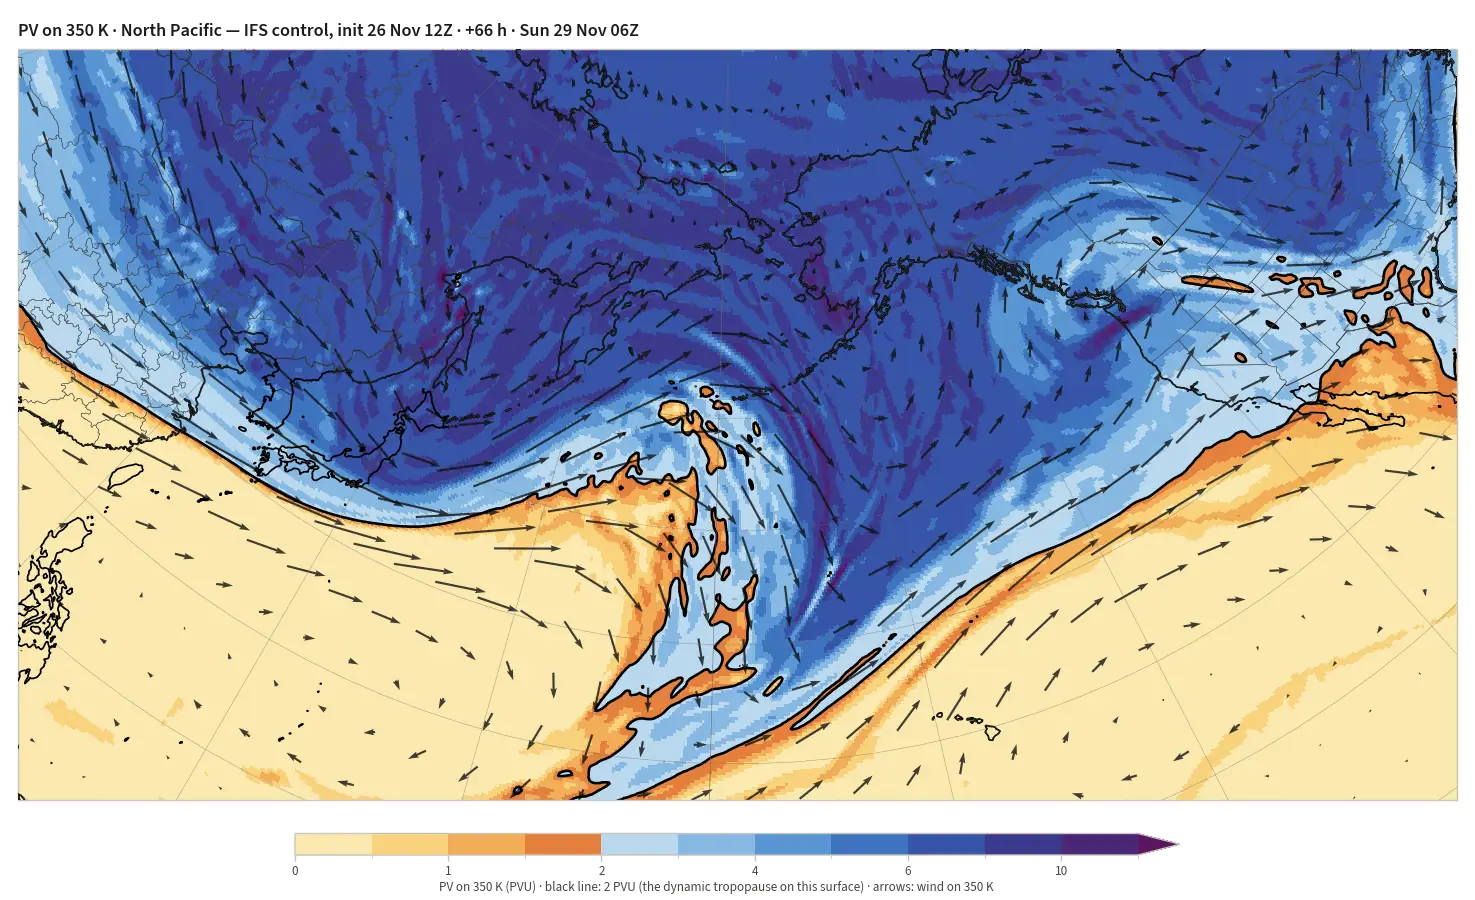 PV on 350 K · North Pacific — IFS control, init 26 Nov 12Z · +66 h · Sun 29 Nov 06Z
0 1 2 4 6 10
PV on 350 K (PVU) · black line: 2 PVU (the dynamic tropopause on this surface) · arrows: wind on 350 K